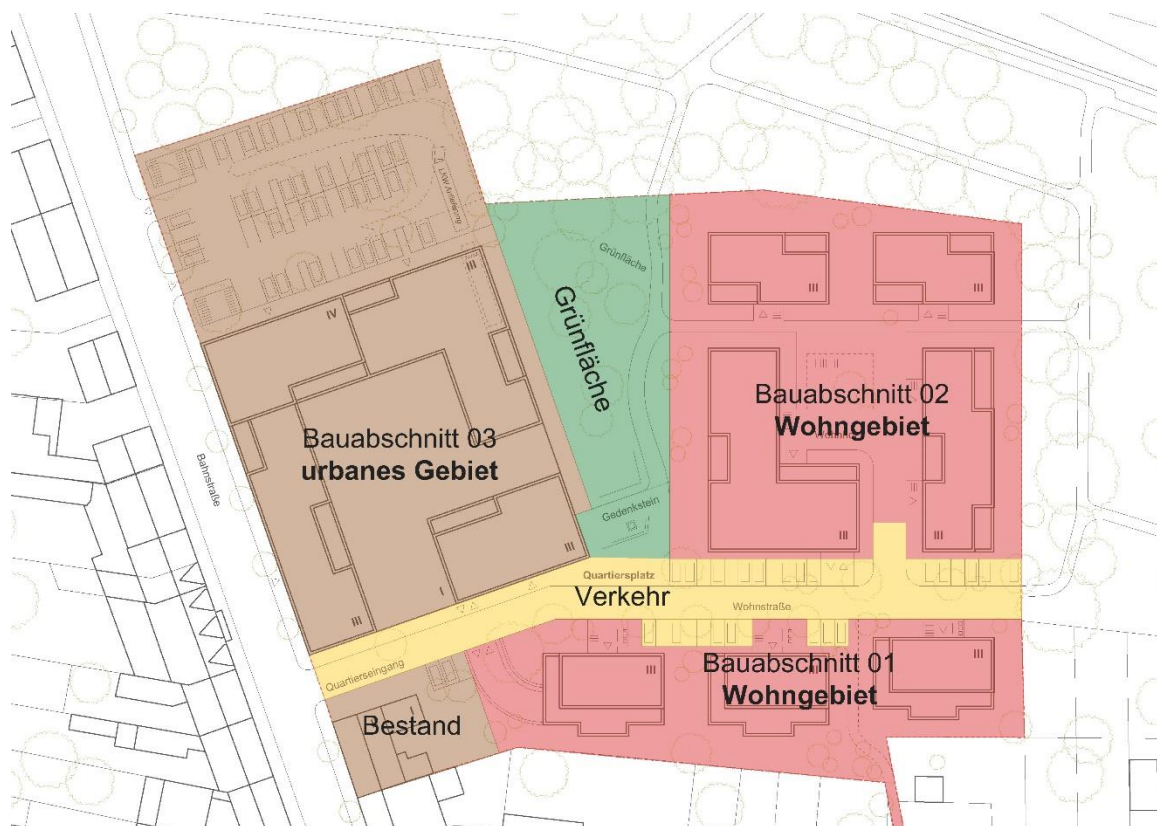 LKW Anlieferung
Grünfläche
Grünfläche
III
III
III
IV
Bauabschnitt 02
Wohngebiet
Bauabschnitt 03
urbanes Gebiet
Bahnstraße
Gedenkstein
III
III
III
I
III
Quartiersplatz
Verkehr
Wohnstraße
Quartierseingang
Bauabschnitt 01
Wohngebiet
III
III
III
Bestand
I